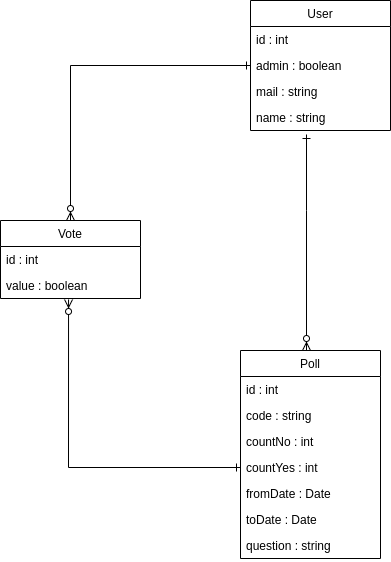 User
id : int
admin : boolean
mail : string
name : string
Vote
id : int
value : boolean
Poll
id : int
code : string
countNo : int
countYes : int
fromDate : Date
toDate : Date
question : string